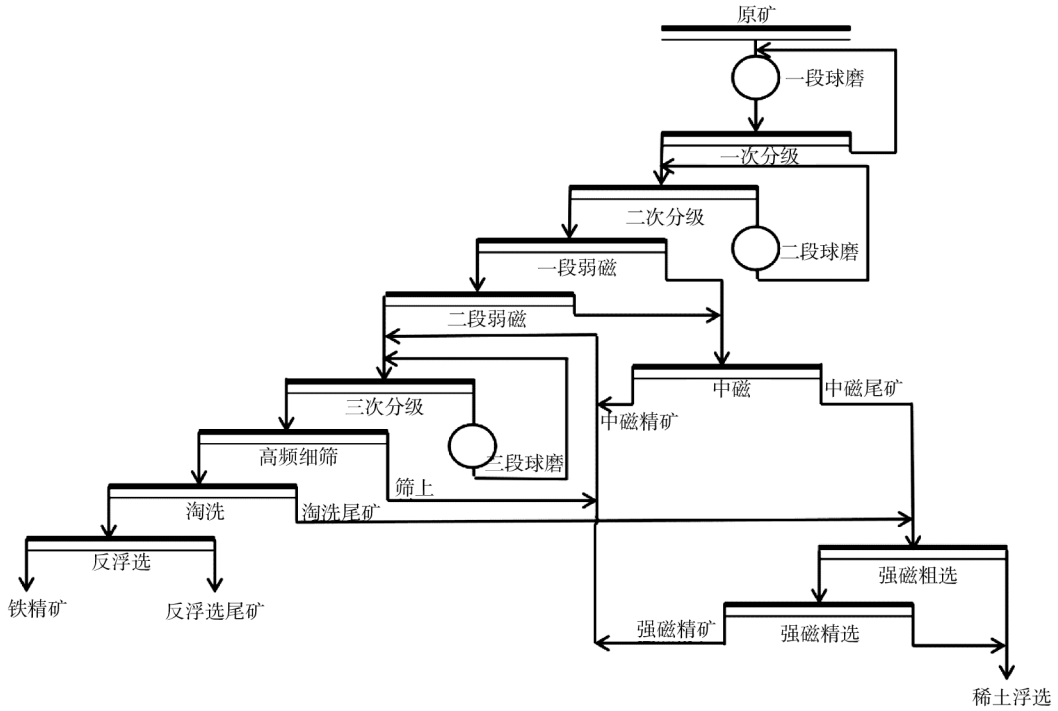 原矿
一段球磨
一次分级
二次分级
二段球磨
一段弱磁
二段弱磁
中磁
中磁尾矿
中磁精矿
三次分级
三段球磨
高频细筛
筛上
淘洗
淘洗尾矿
反浮选
强磁粗选
铁精矿
反浮选尾矿
强磁精矿
强磁精选
稀土浮选